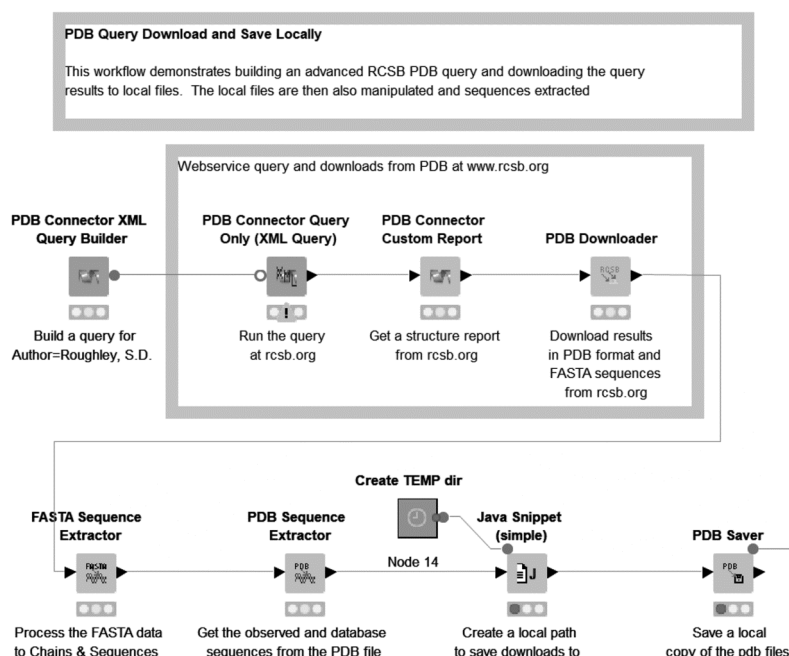 PDB Query Download and Save Locally
This workflow demonstrates building an advanced RCSB PDB query and downloading the query
results to local files. The local files are then also manipulated and sequences extracted
Webservice query and downloads from PDB at www.rcsb.org
PDB Connector XML
Query Builder
PDB Connector Query
Only (XML Query)
PDB Connector
Custom Report
PDB Downloader
RCSB
Build a query for
Author=Roughley, S.D.
Run the query
at rcsb.org
Get a structure report
from rcsb.org
Download results
in PDB format and
FASTA sequences
from rcsb.org
Create TEMP dir
FASTA Sequence
Extractor
PDB Sequence
Extractor
Java Snippet
(simple)
PDB Saver
Node 14
FASTA
PDB
J
PDB
Process the FASTA data
to Chains & Sequences
Get the observed and database
sequences from the PDB file
Create a local path
to save downloads to
Save a local
copy of the pdb files